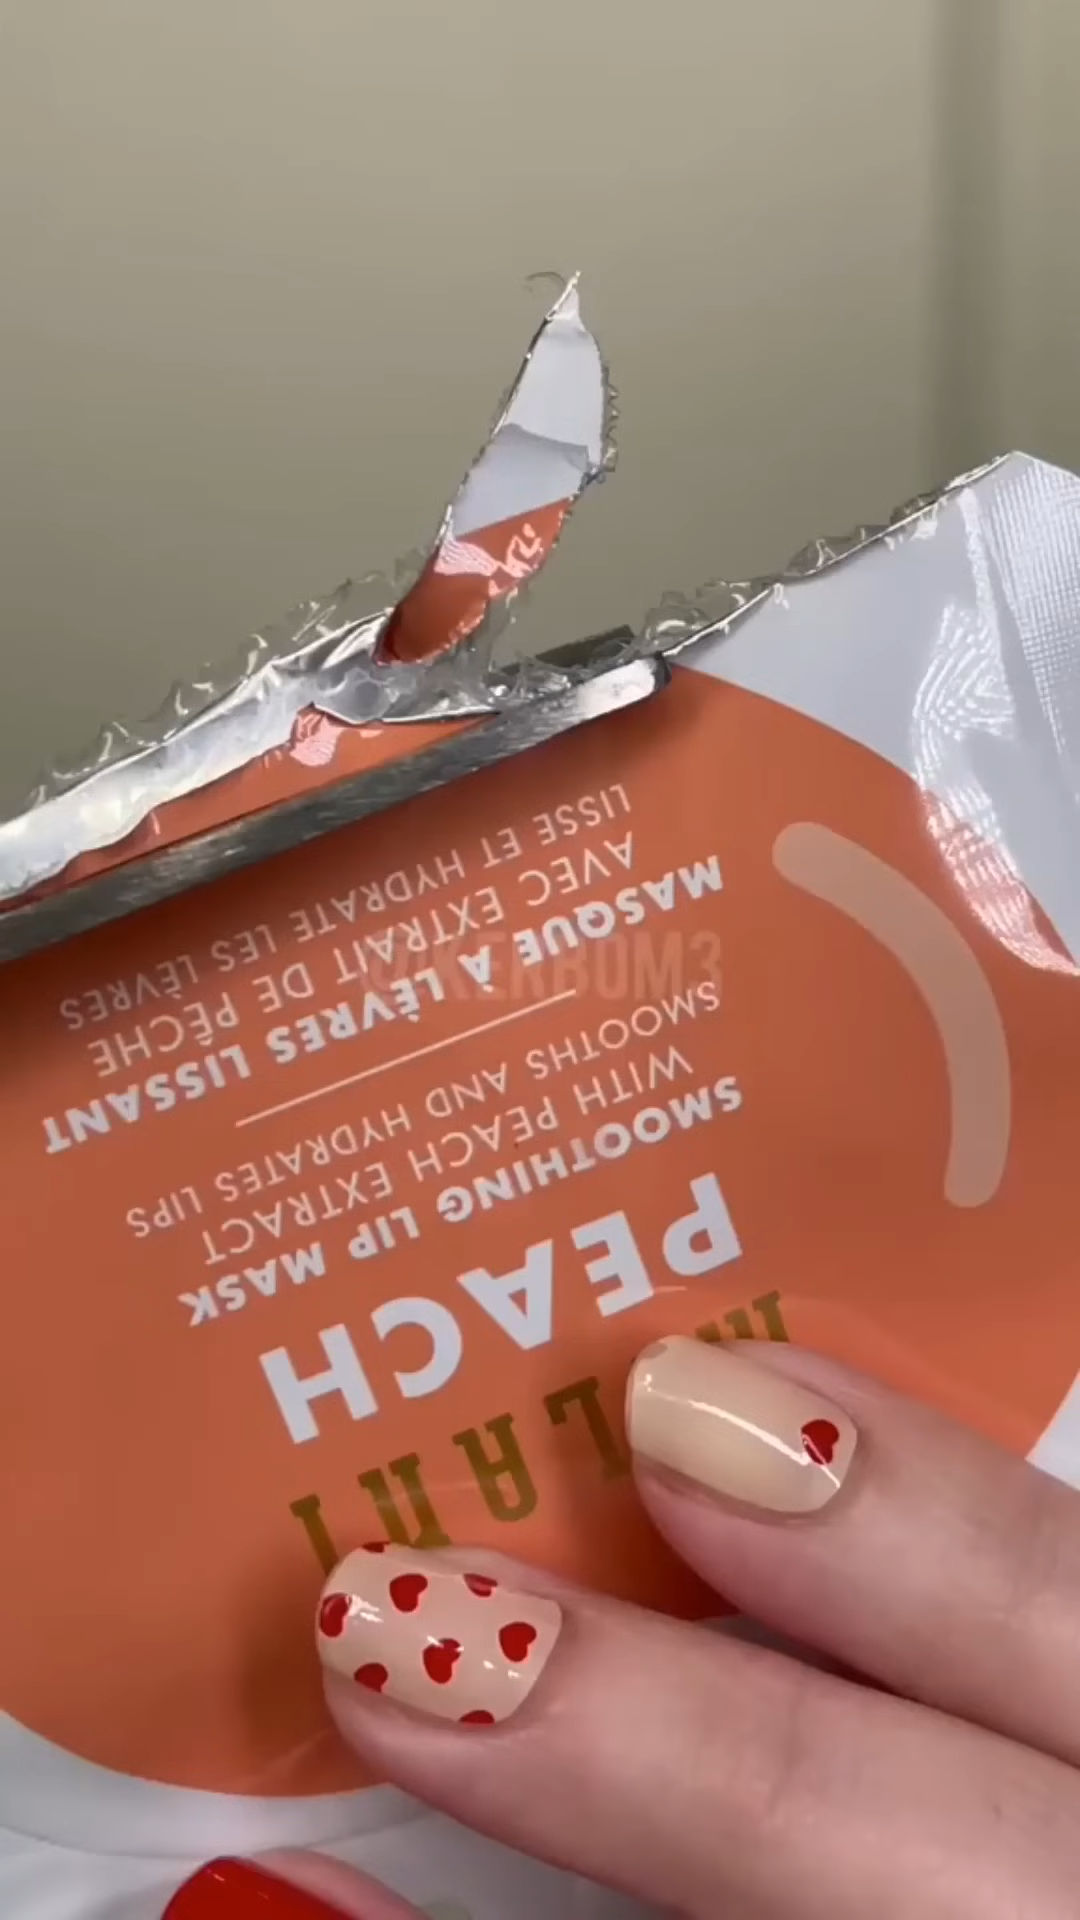 PEACH
SMOOTHING LIP MASK
WITH PEACH EXTRACT
SMOOTHS AND HYDRATES LIPS
MASQUE À LÈVRES LISSANT
AVEC EXTRAIT DE PÊCHE
LISSE ET HYDRATE LES LÈVRES